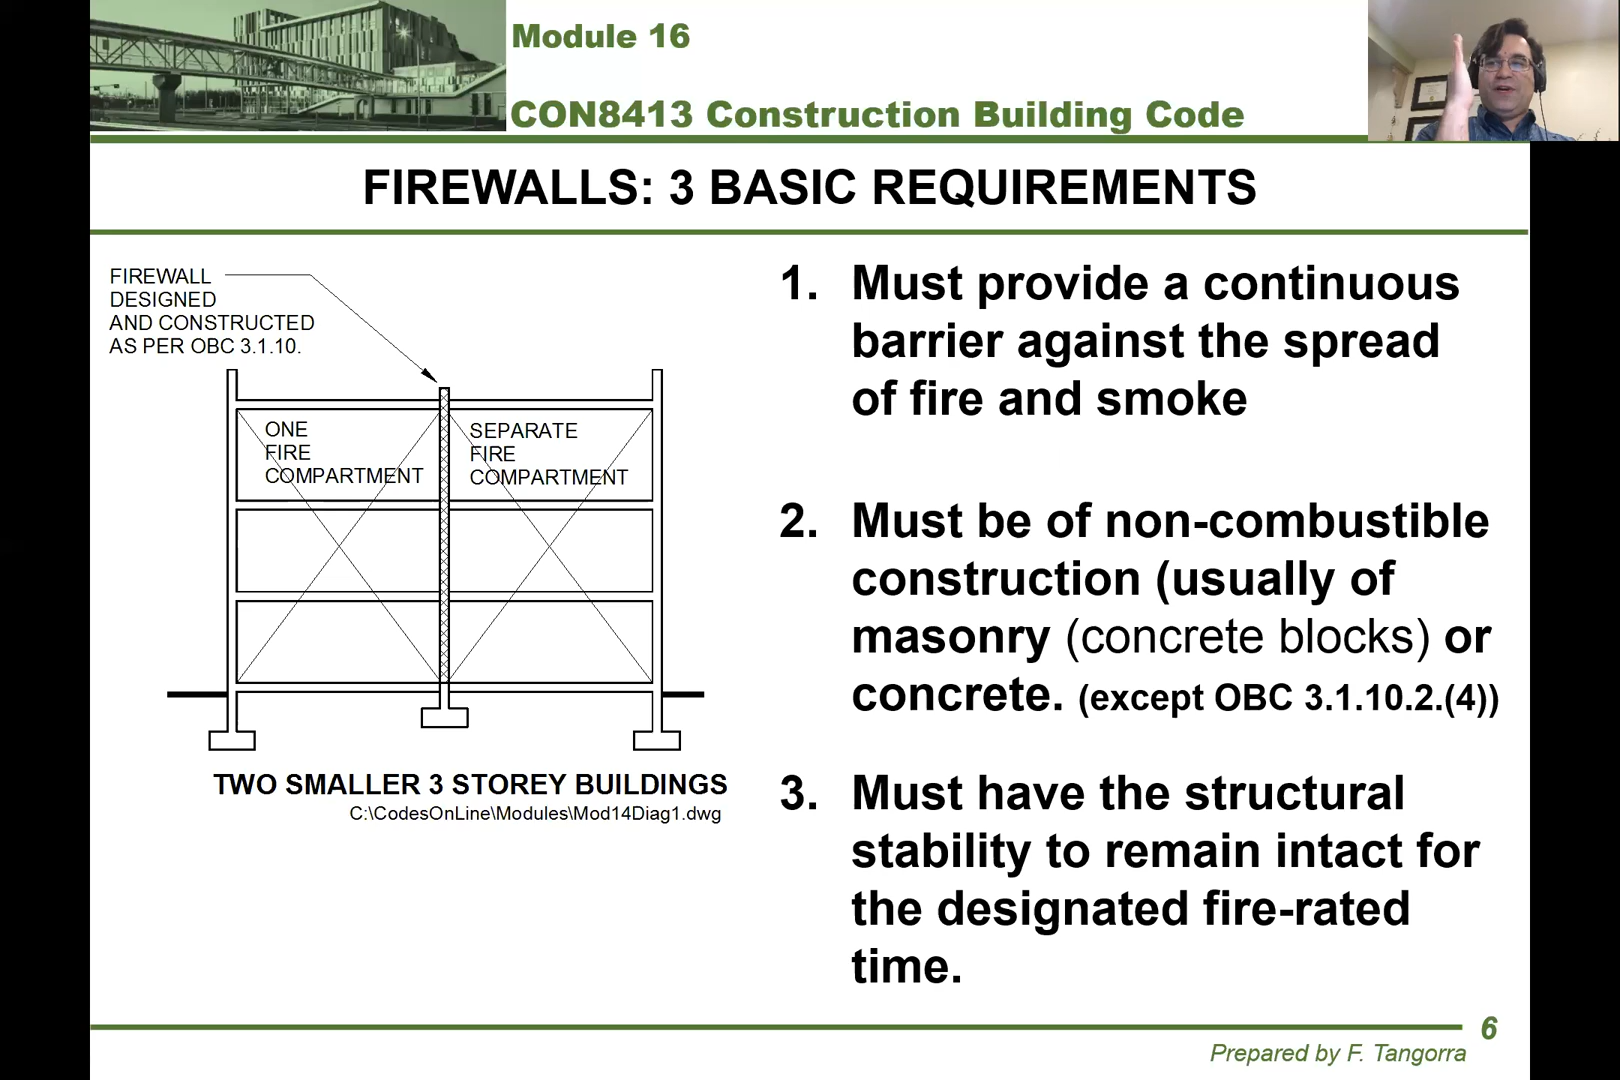 Module 16
CON8413 Construction Building Code
FIREWALLS: 3 BASIC REQUIREMENTS
FIREWALL
DESIGNED
AND CONSTRUCTED
AS PER OBC 3.1.10.
ONE
FIRE
COMPARTMENT
SEPARATE
FIRE
COMPARTMENT
TWO SMALLER 3 STOREY BUILDINGS
C:\CodesOnLine\Modules\Mod14Diag1.dwg
1. Must provide a continuous
barrier against the spread
of fire and smoke
2. Must be of non-combustible
construction (usually of
masonry (concrete blocks) or
concrete. (except OBC 3.1.10.2.(4))
3. Must have the structural
stability to remain intact for
the designated fire-rated
time.
6
Prepared by F. Tangorra